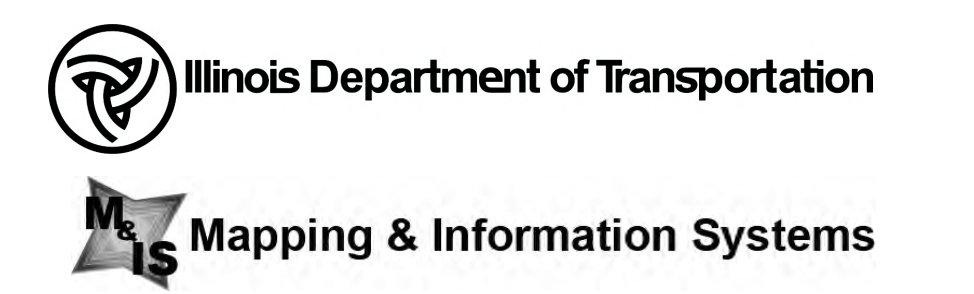 Illinois Department of Transportation
M&IS Mapping & Information Systems